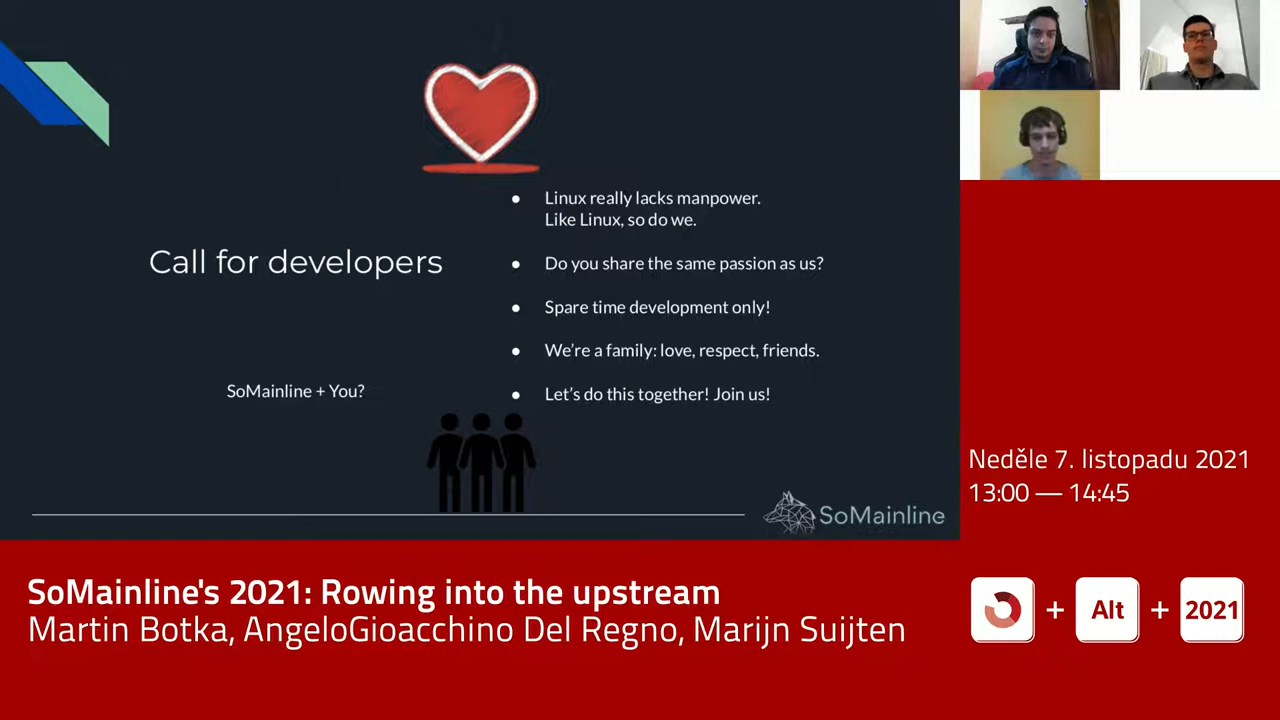 Call for developers
SoMainline + You?
Linux really lacks manpower.
Like Linux, so do we.
Do you share the same passion as us?
Spare time development only!
We're a family: love, respect, friends.
Let's do this together! Join us!
SoMainline
Neděle 7. listopadu 2021
13:00 — 14:45
SoMainline's 2021: Rowing into the upstream
Martin Botka, AngeloGioacchino Del Regno, Marijn Suijten
+ Alt + 2021